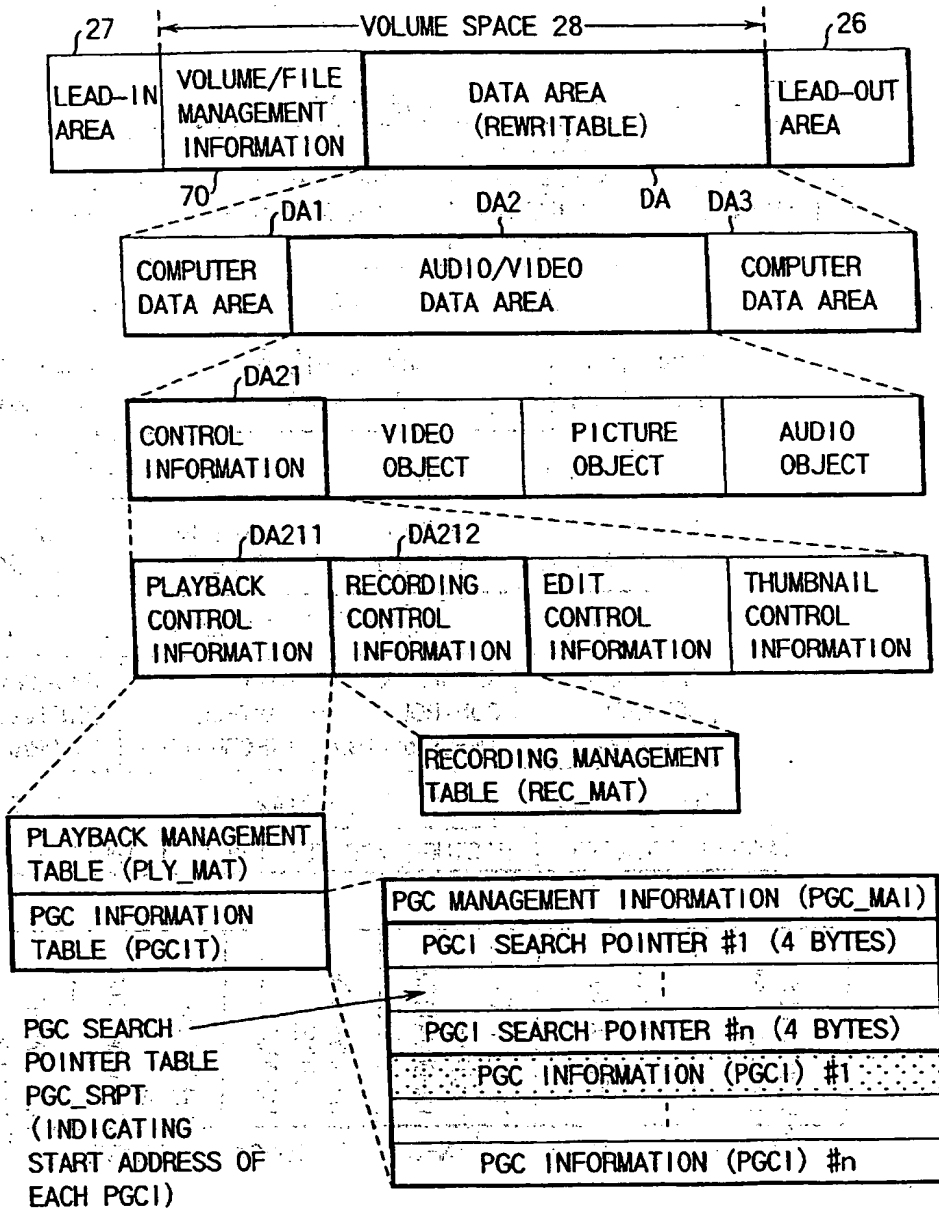 27
VOLUME SPACE 28
26
LEAD-IN
AREA
VOLUME/FILE
MANAGEMENT
INFORMATION
DATA AREA
(REWRITABLE)
LEAD-OUT
AREA
70
DA1
DA2
DA
DA3
COMPUTER
DATA AREA
AUDIO/VIDEO
DATA AREA
COMPUTER
DATA AREA
DA21
CONTROL
INFORMATION
VIDEO
OBJECT
PICTURE
OBJECT
AUDIO
OBJECT
DA211
DA212
PLAYBACK
CONTROL
INFORMATION
RECORDING
CONTROL
INFORMATION
EDIT
CONTROL
INFORMATION
THUMBNAIL
CONTROL
INFORMATION
RECORDING MANAGEMENT
TABLE (REC_MAT)
PLAYBACK MANAGEMENT
TABLE (PLY_MAT)
PGC INFORMATION
TABLE (PGCIT)
PGC MANAGEMENT INFORMATION (PGC_MAI)
PGCI SEARCH POINTER #1 (4 BYTES)
PGCI SEARCH POINTER #n (4 BYTES)
PGC INFORMATION (PGCI) #1
PGC INFORMATION (PGCI) #n
PGC SEARCH
POINTER TABLE
PGC_SRPT
(INDICATING
START ADDRESS OF
EACH PGCI)